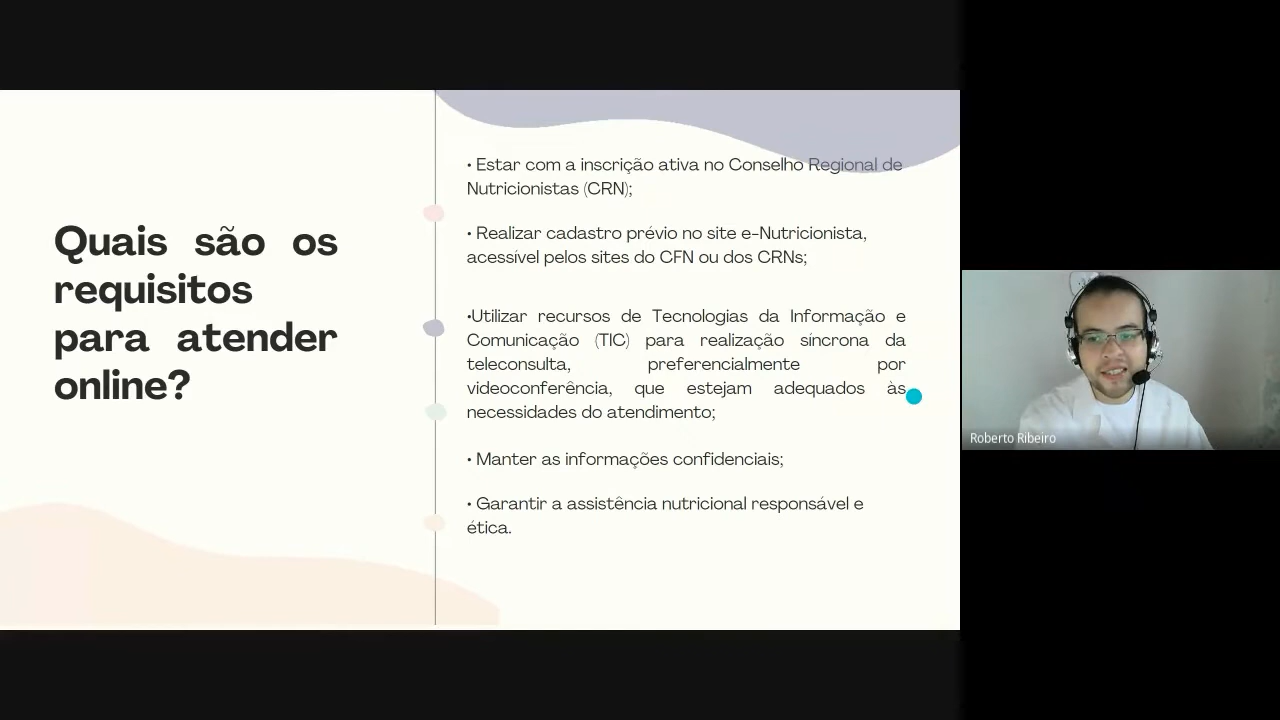 Quais são os
requisitos
para atender
online?
• Estar com a inscrição ativa no Conselho Regional de
Nutricionistas (CRN);
• Realizar cadastro prévio no site e-Nutricionista,
acessível pelos sites do CFN ou dos CRNs;
•Utilizar recursos de Tecnologias da Informação e
Comunicação (TIC) para realização síncrona da
teleconsulta, preferencialmente por
videoconferência, que estejam adequados às
necessidades do atendimento;
• Manter as informações confidenciais;
• Garantir a assistência nutricional responsável e
ética.
Roberto Ribeiro